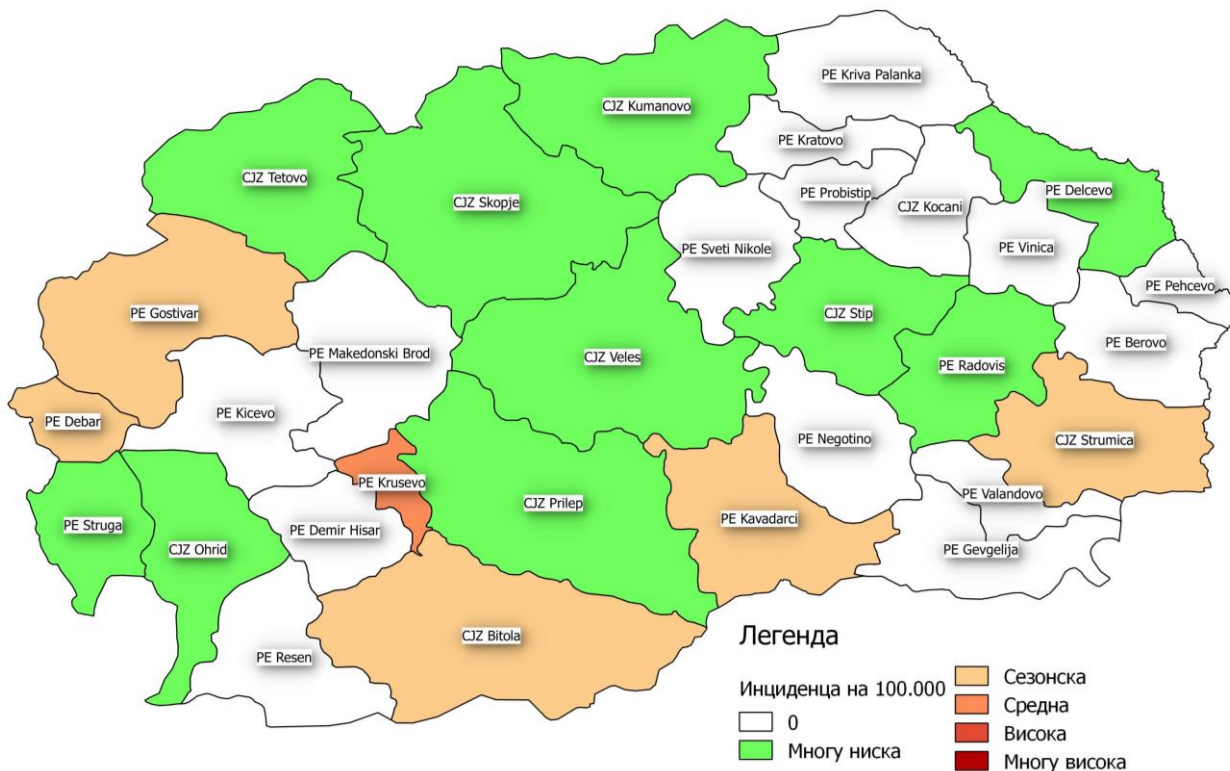 PE Kriva Palanka
CJZ Kumanovo
PE Kratovo
CJZ Tetovo
PE Probistip
PE Delcevo
CJZ Skopje
CJZ Kocani
PE Sveti Nikole
PE Vinica
PE Pehcevo
PE Gostivar
CJZ Stip
PE Berovo
PE Makedonski Brod
CJZ Veles
PE Radovis
PE Kicevo
PE Debar
PE Negotino
CJZ Strumica
PE Krusevo
PE Valandovo
CJZ Prilep
PE Kavadarci
PE Struga
PE Demir Hisar
CJZ Ohrid
PE Gevgelija
CJZ Bitola
PE Resen
Легенда
Инциденца на 100.000
0
Многу ниска
Сезонска
Средна
Висока
Многу висока